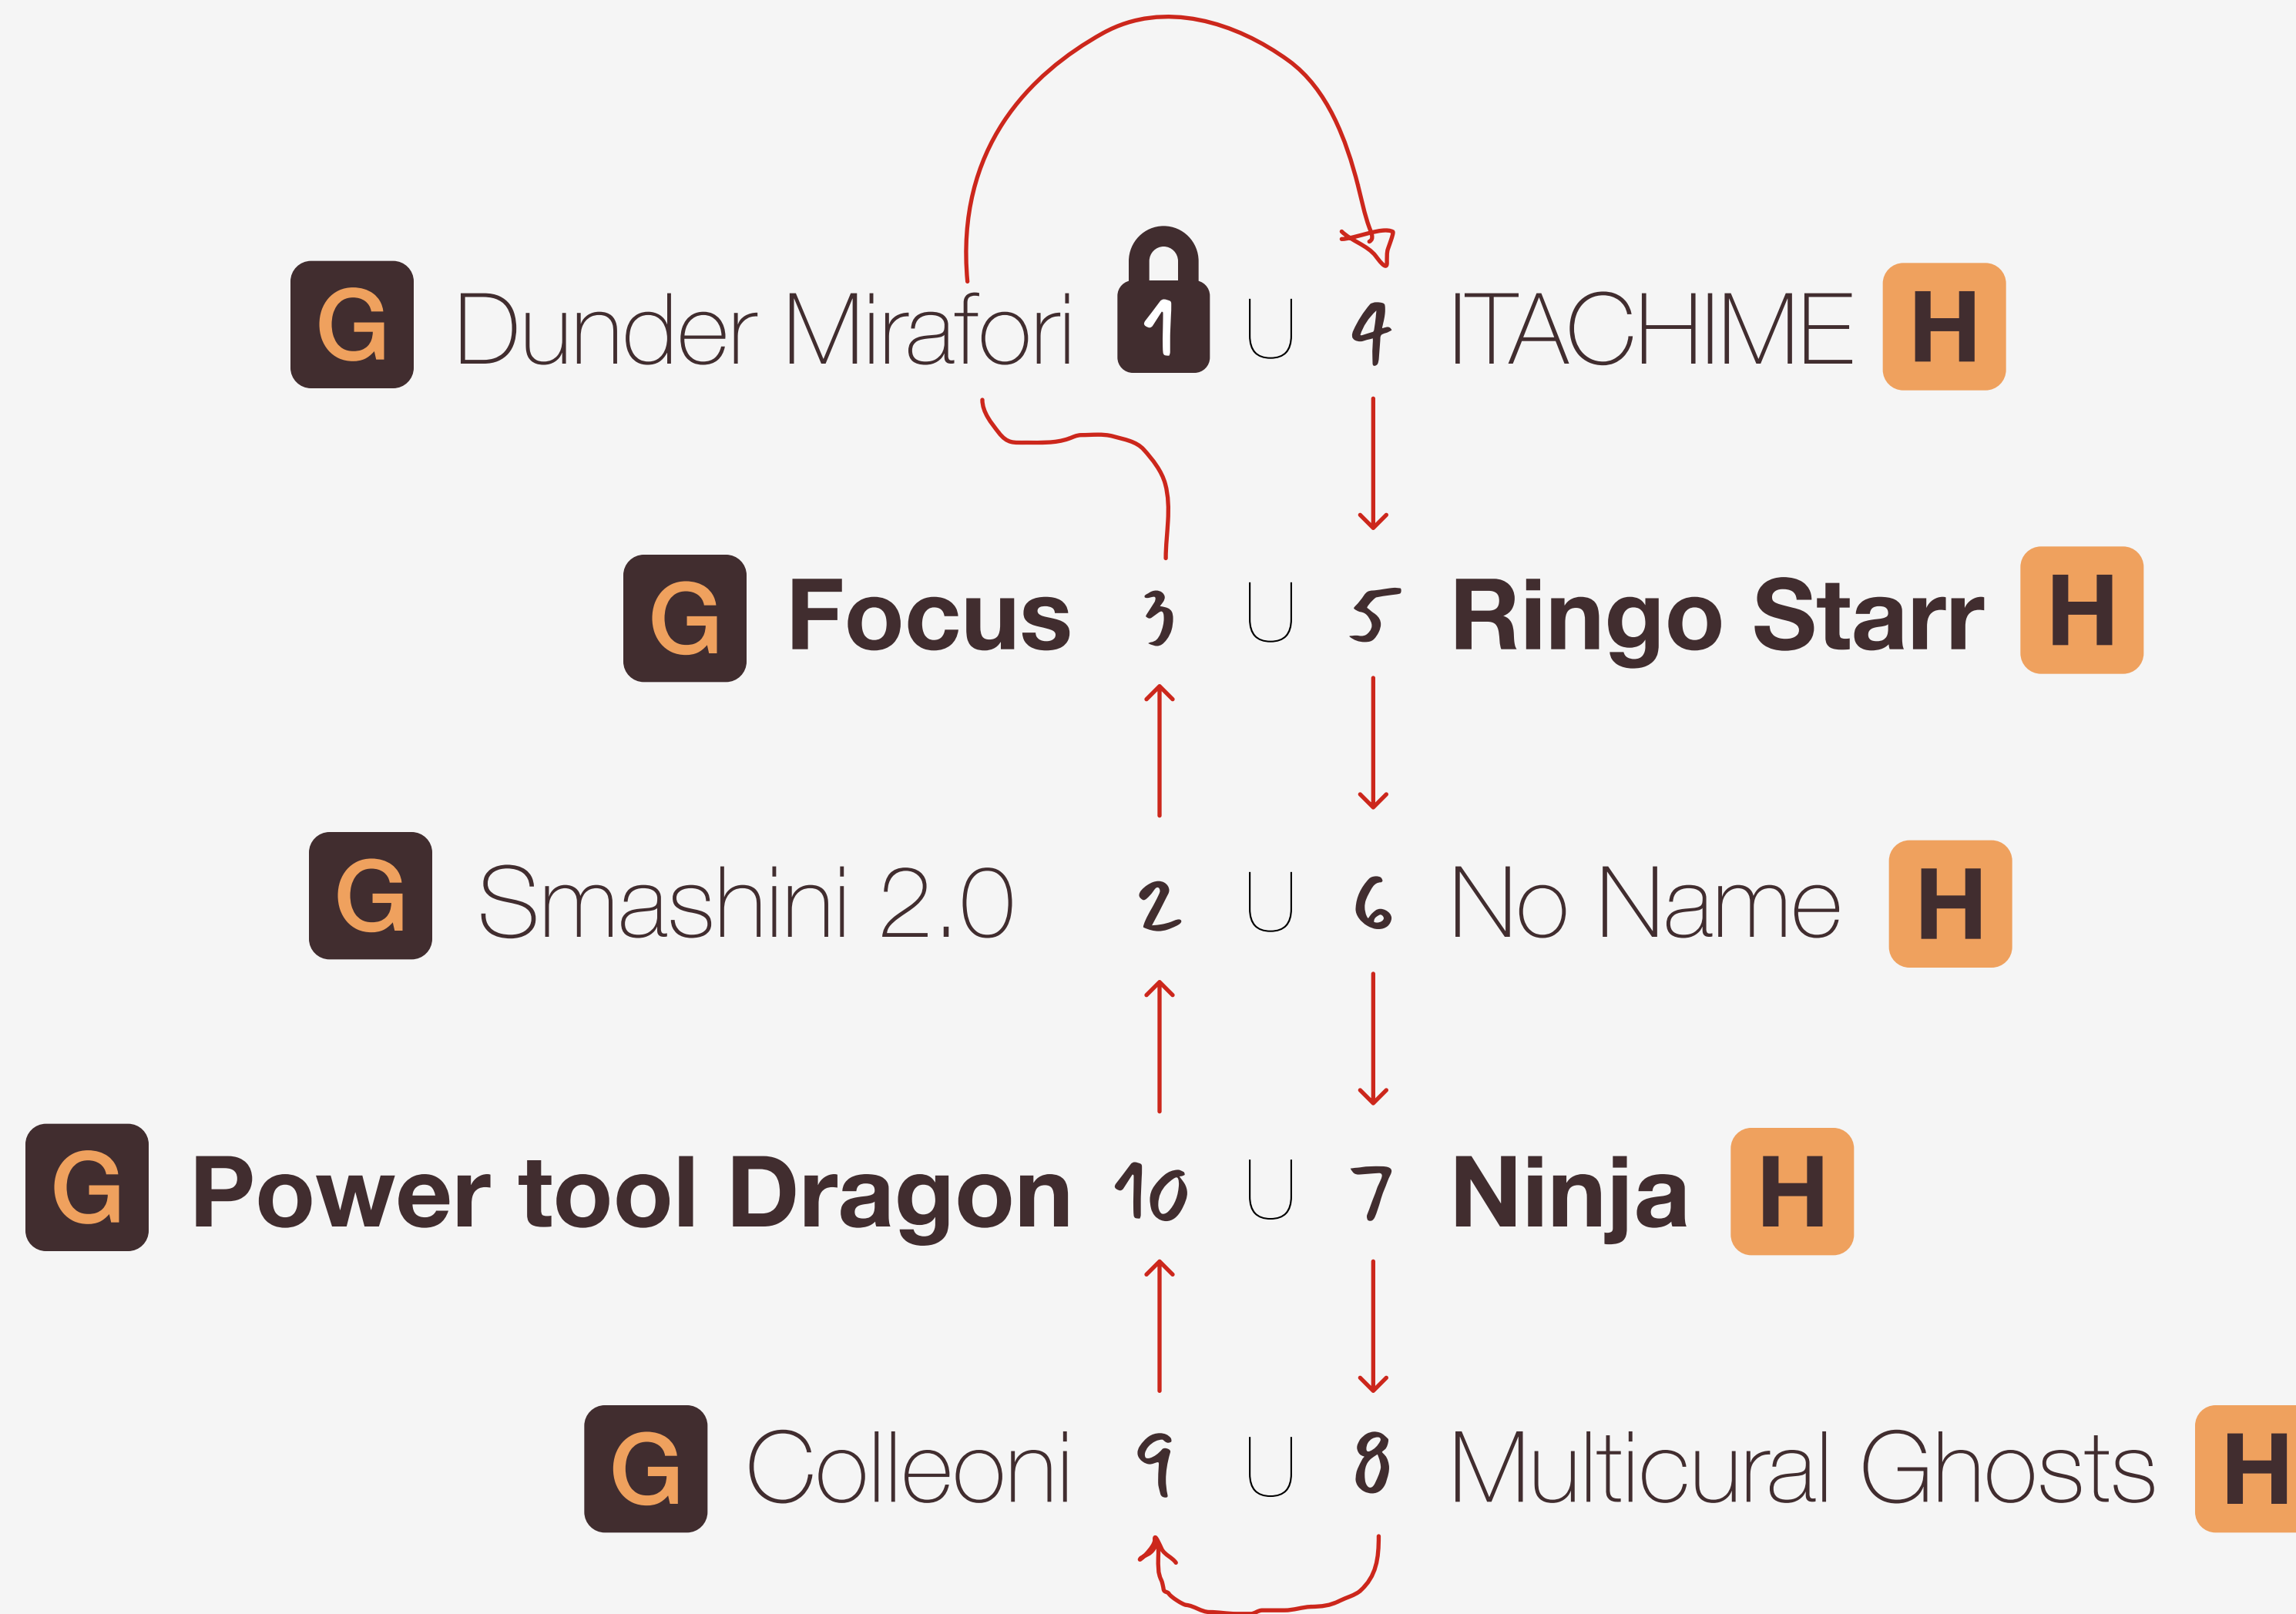 G Dunder Mirafori 1 U 4 ITACHIME H
G Focus 3 U 5 Ringo Starr H
G Smashini 2.0 2 U 6 No Name H
G Power tool Dragon 10 U 7 Ninja H
G Colleoni 9 U 8 Multicural Ghosts H